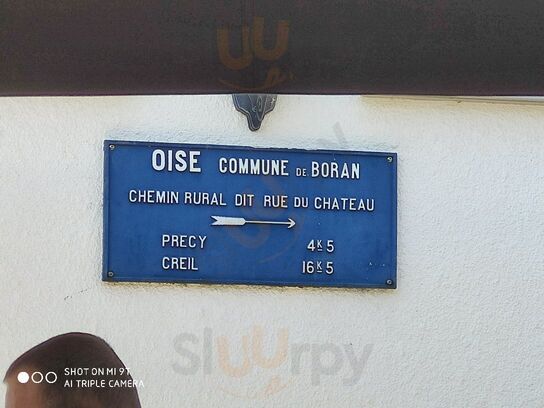 OISE COMMUNE DE BORAN
CHEMIN RURAL DIT RUE DU CHATEAU
PRECY 4K5
CREIL 16K5
SHOT ON MI 9T
AI TRIPLE CAMERA
Sluurpy